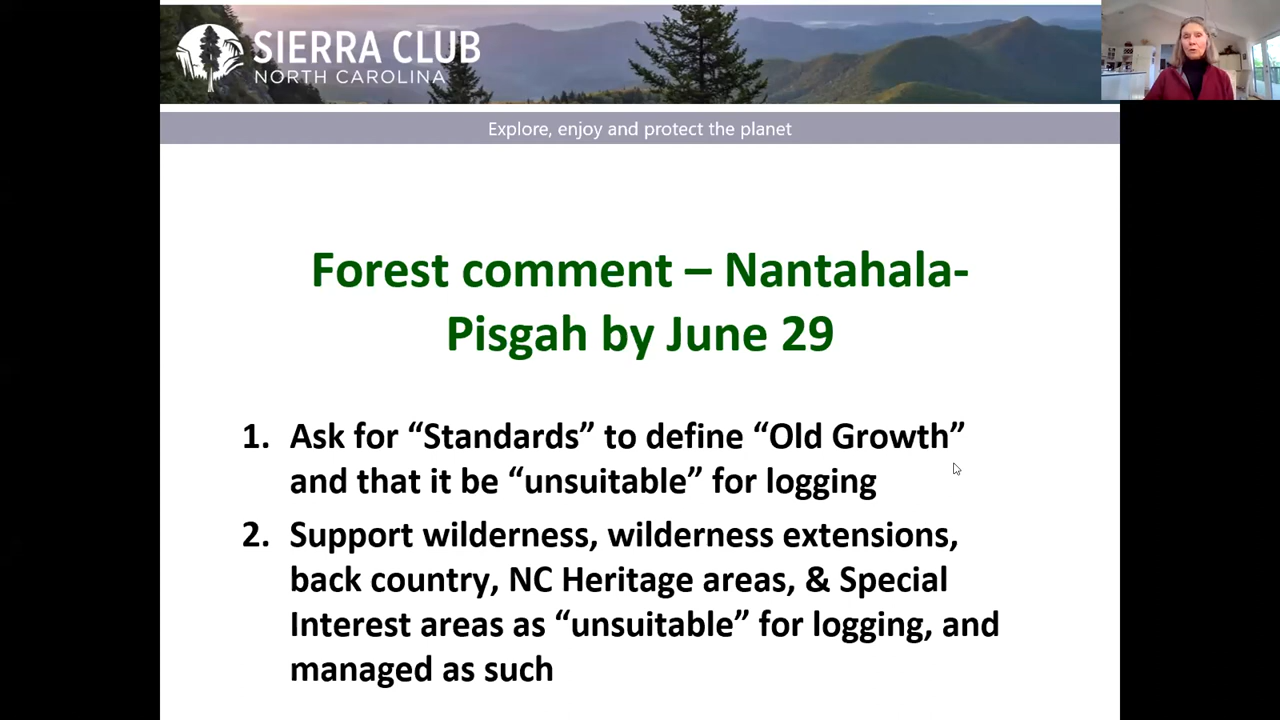 SIERRA CLUB
NORTH CAROLINA
Explore, enjoy and protect the planet
Forest comment – Nantahala-
Pisgah by June 29
1. Ask for “Standards” to define “Old Growth”
and that it be “unsuitable” for logging
2. Support wilderness, wilderness extensions,
back country, NC Heritage areas, & Special
Interest areas as “unsuitable” for logging, and
managed as such